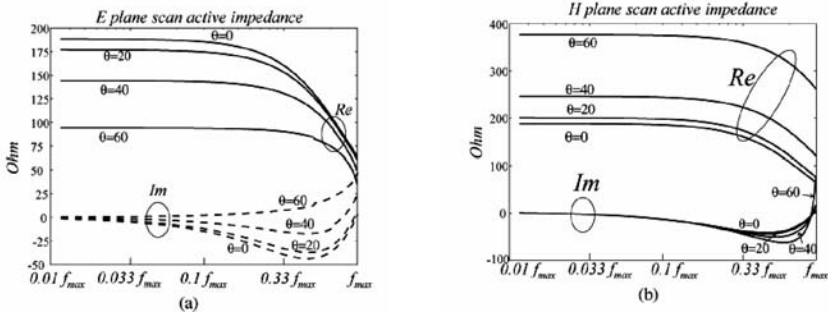 E plane scan active impedance
200
175
150
125
100
75
50
25
0
-25
-50
Ohm
θ=0
θ=20
θ=40
θ=60
Re
Im
θ=60
θ=40
θ=20
θ=0
0.01 fmax
0.033 fmax
0.1 fmax
0.33 fmax
fmax
(a)
H plane scan active impedance
400
300
200
100
0
-100
Ohm
θ=60
θ=40
θ=20
θ=0
Re
Im
θ=60
θ=0
θ=20
θ=40
0.01 fmax
0.033 fmax
0.1 fmax
0.33 fmax
fmax
(b)